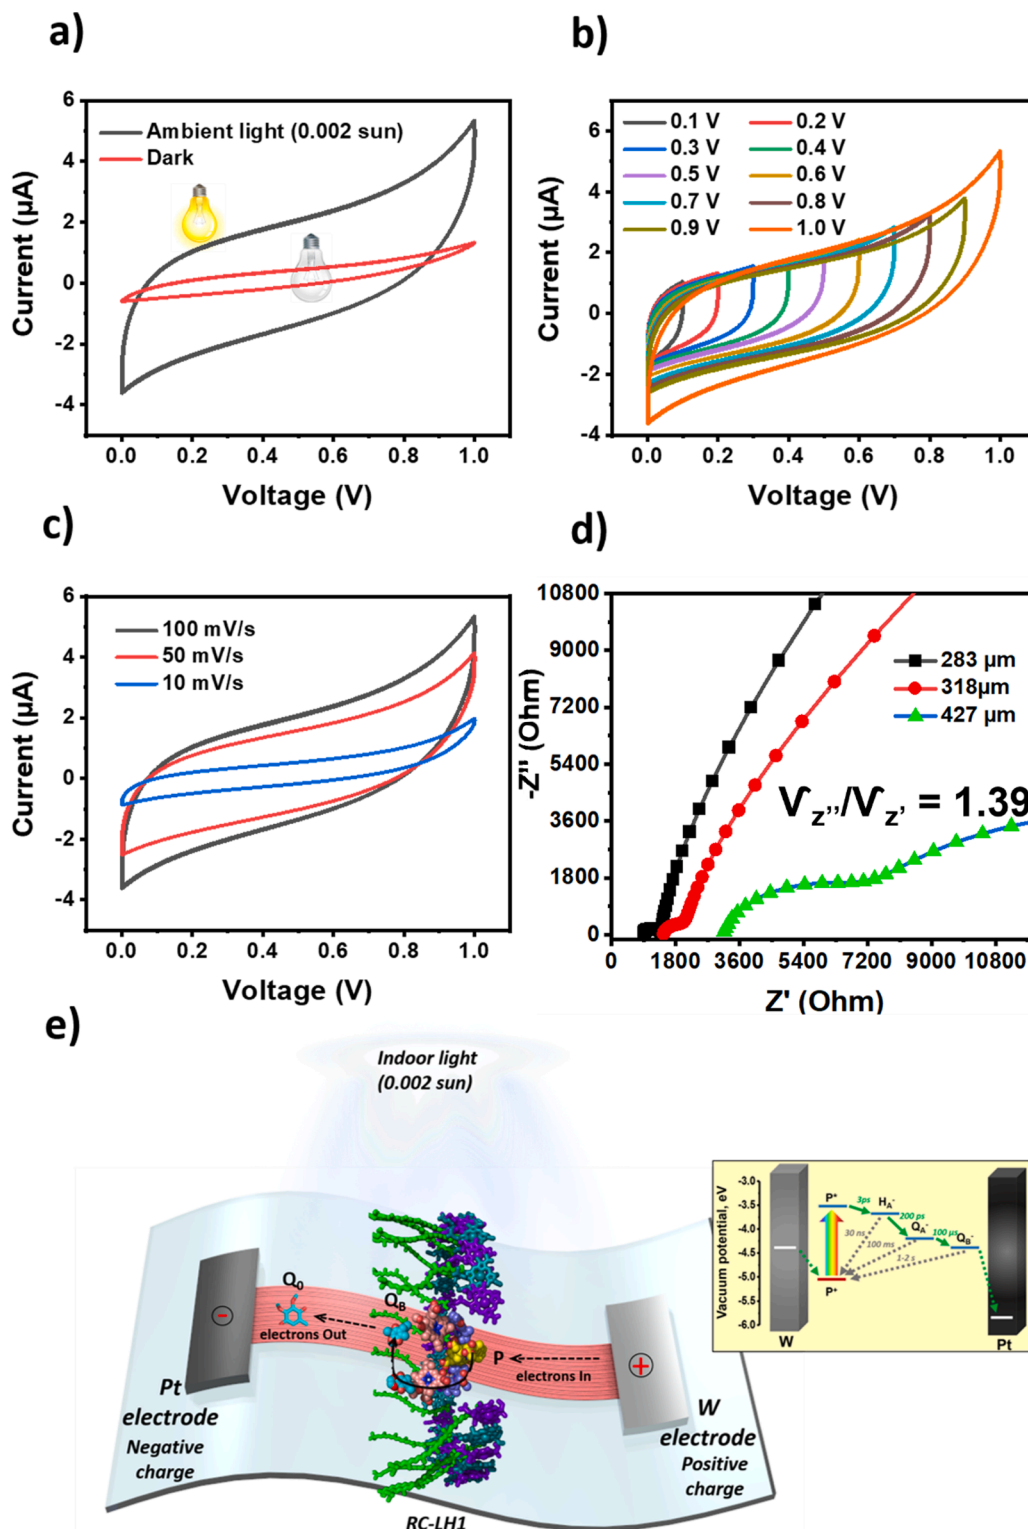 a)
6
4
2
0
-2
-4
Current (µA)
Ambient light (0.002 sun)
Dark
0.0 0.2 0.4 0.6 0.8 1.0
Voltage (V)
b)
6
4
2
0
-2
-4
Current (µA)
0.1 V 0.2 V
0.3 V 0.4 V
0.5 V 0.6 V
0.7 V 0.8 V
0.9 V 1.0 V
0.0 0.2 0.4 0.6 0.8 1.0
Voltage (V)
c)
6
4
2
0
-2
-4
Current (µA)
100 mV/s
50 mV/s
10 mV/s
0.0 0.2 0.4 0.6 0.8 1.0
Voltage (V)
d)
10800
9000
7200
5400
3600
1800
0
-Z'' (Ohm)
283 µm
318µm
427 µm
Vz''/Vz' = 1.39
0 1800 3600 5400 7200 9000 10800
Z' (Ohm)
e)
Indoor light
(0.002 sun)
Q0
QB
electrons Out
P
electrons In
-
+
Pt
electrode
Negative
charge
W
electrode
Positive
charge
RC-LH1
Vacuum potential, eV
-3.0
-3.5
-4.0
-4.5
-5.0
-5.5
-6.0
P*
3ps
HA-
200 ps
QA-
100 µs
QB-
30 ns
100 ms
1-2 s
P+
W
Pt